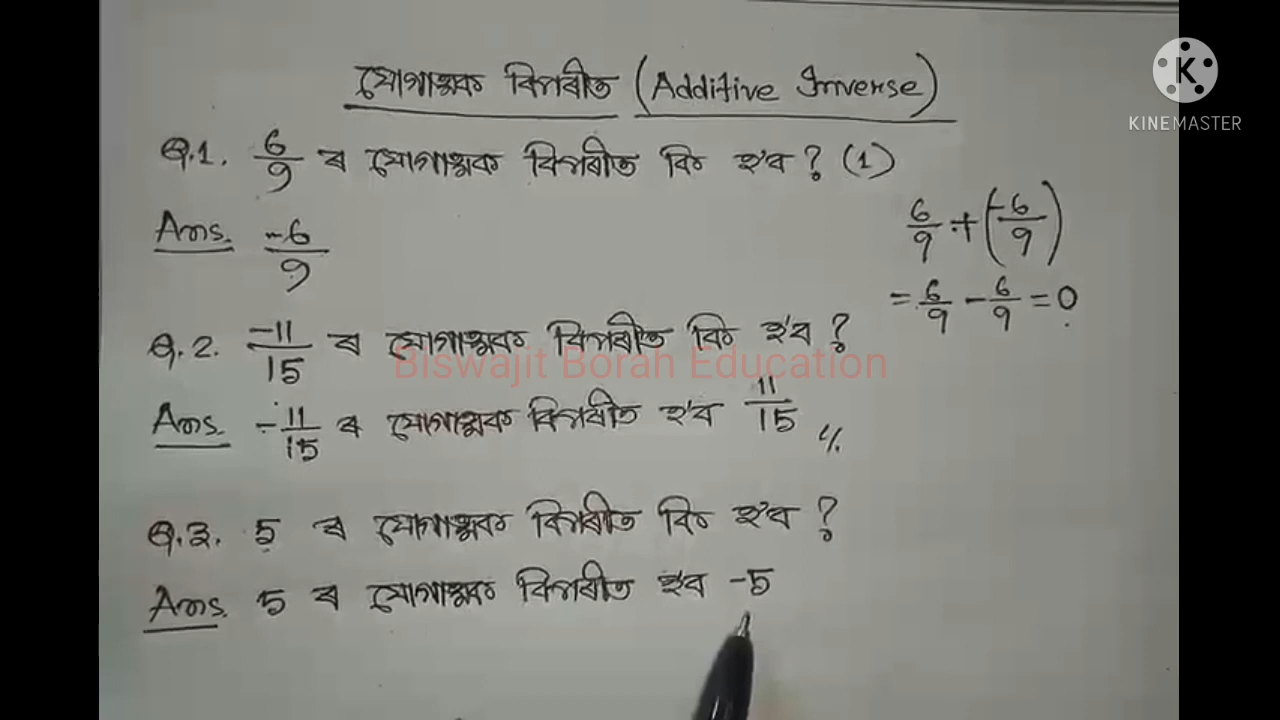 যোগাত্মক বিপৰীত (Additive Inverse)
KINEMASTER
Q.1. 6/9 ৰ যোগাত্মক বিপৰীত কি হ'ব ? (1)
Ans. -6/9
6/9 + (-6/9)
= 6/9 - 6/9 = 0
Q.2. -11/15 ৰ যোগাত্মক বিপৰীত কি হ'ব ?
Biswajit Borah Education
Ans. -11/15 ৰ যোগাত্মক বিপৰীত হ'ব 11/15 //.
Q.3. 5 ৰ যোগাত্মক বিপৰীত কি হ'ব ?
Ans. 5 ৰ যোগাত্মক বিপৰীত হ'ব -5